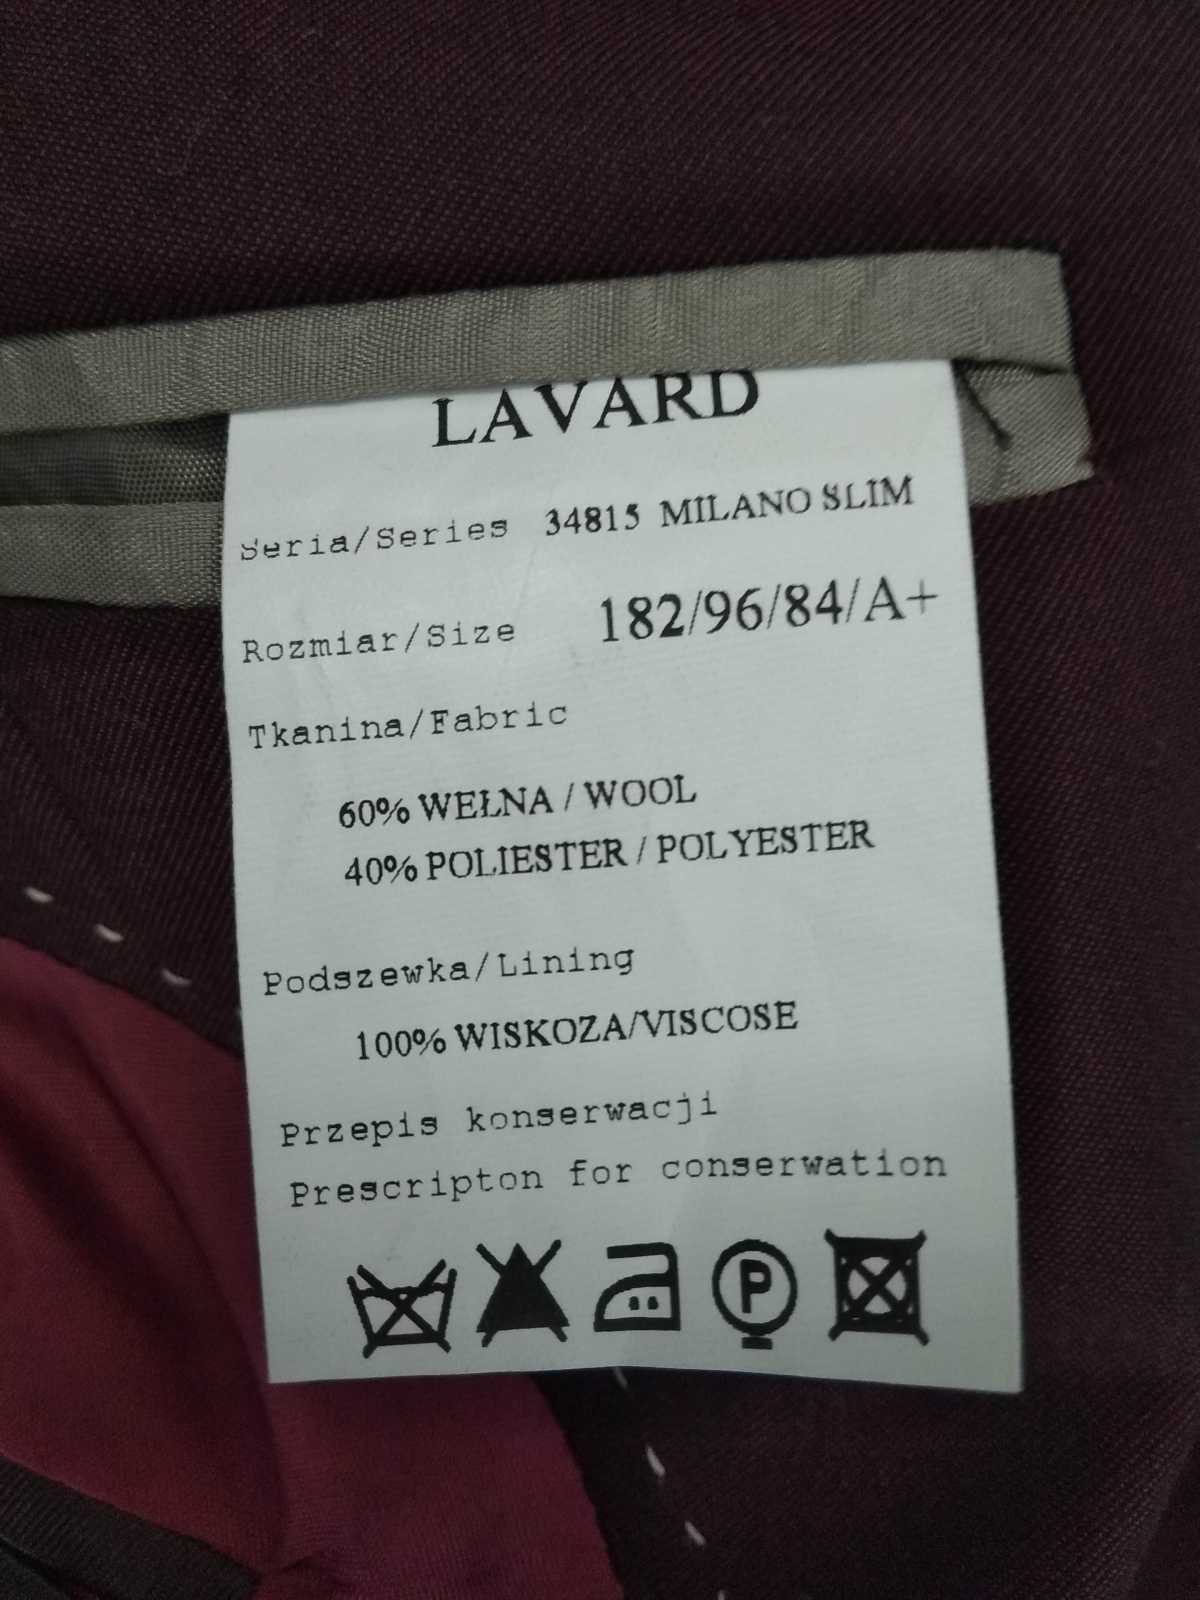 LAVARD
Seria/Series 34815 MILANO SLIM
Rozmiar/Size 182/96/84/A+
Tkanina/Fabric
60% WEŁNA / WOOL
40% POLIESTER / POLYESTER
Podszewka/Lining
100% WISKOZA/VISCOSE
Przepis konserwacji
Prescripton for conserwation
P